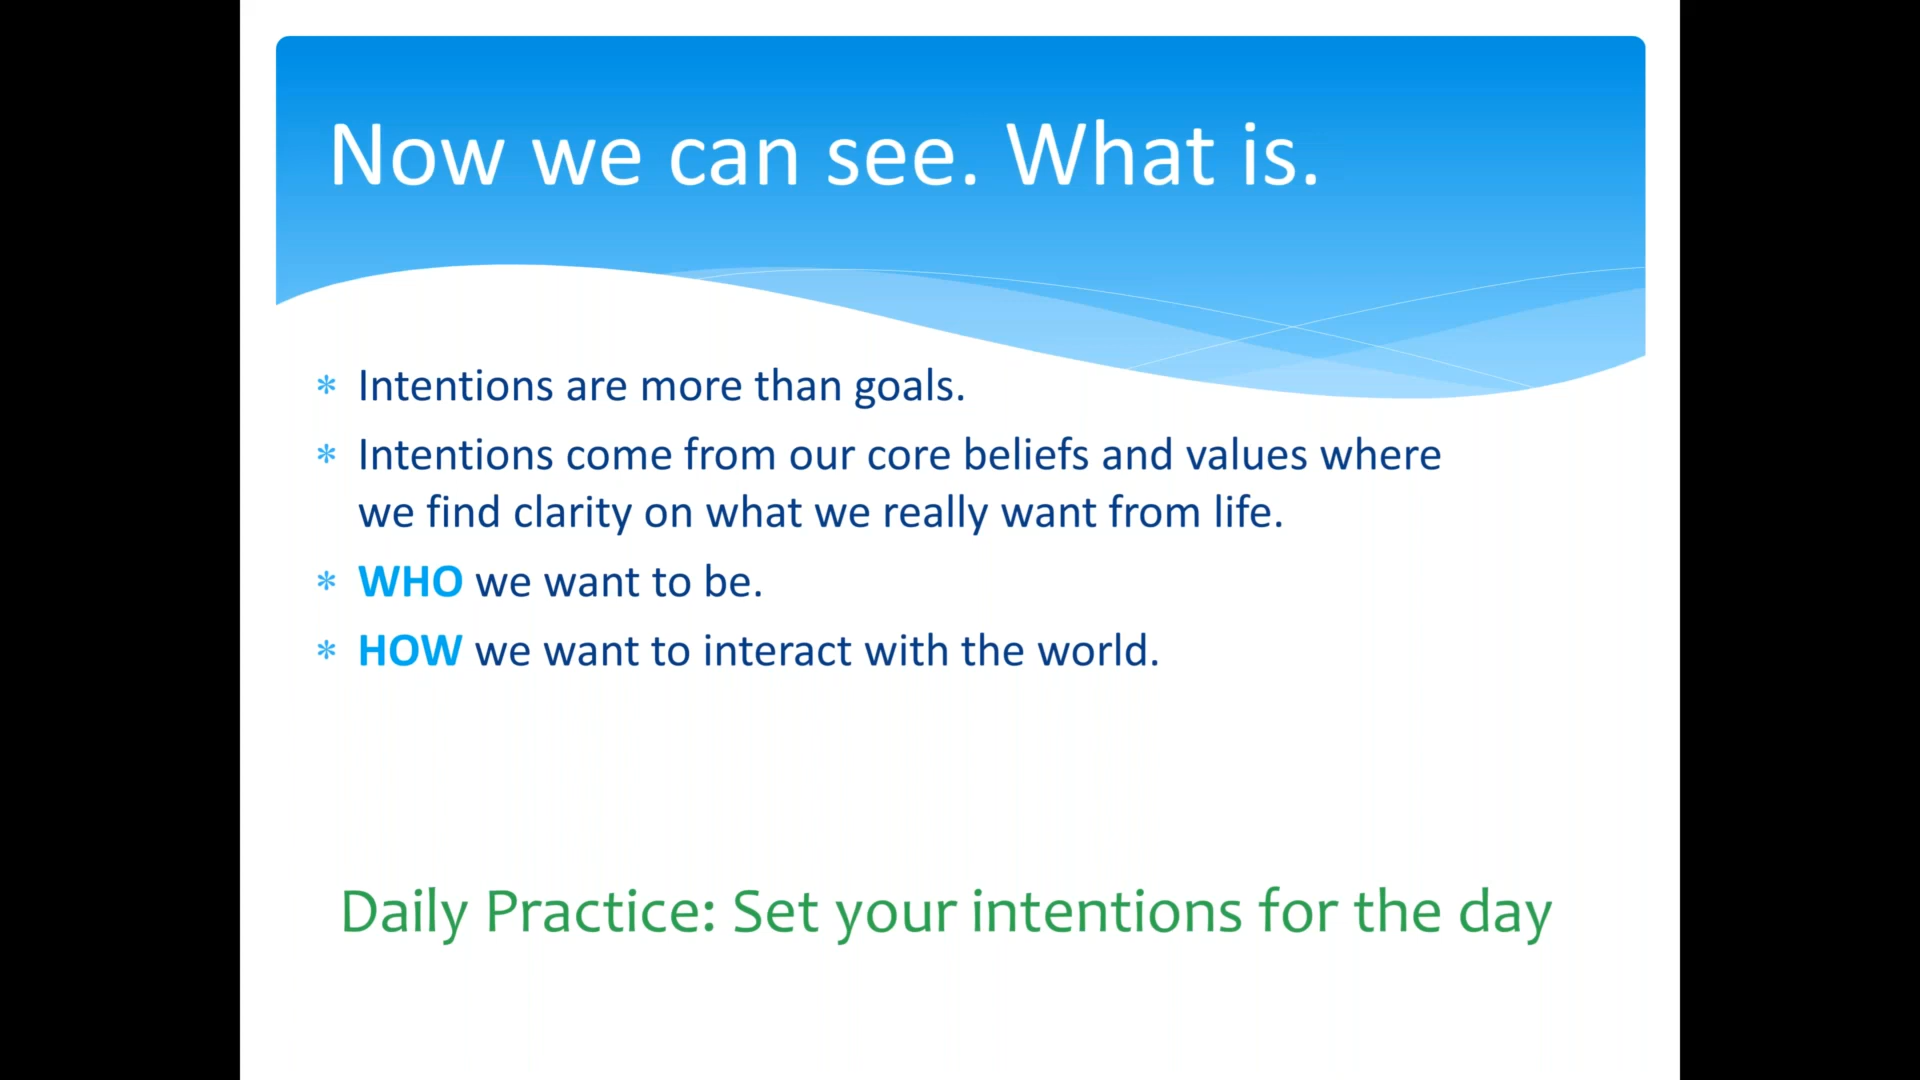 Now we can see. What is.
* Intentions are more than goals.
* Intentions come from our core beliefs and values where
we find clarity on what we really want from life.
* WHO we want to be.
* HOW we want to interact with the world.
Daily Practice: Set your intentions for the day